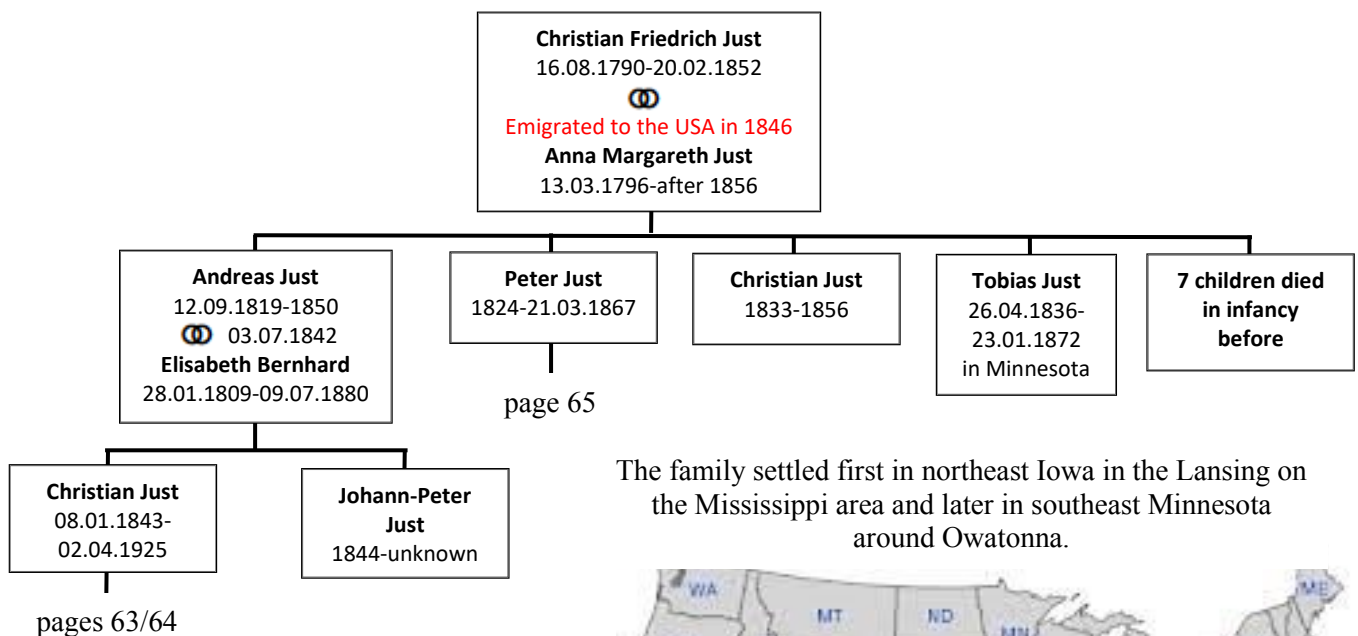 Christian Friedrich Just
16.08.1790-20.02.1852
Emigrated to the USA in 1846
Anna Margareth Just
13.03.1796-after 1856
Andreas Just
12.09.1819-1850
03.07.1842
Elisabeth Bernhard
28.01.1809-09.07.1880
Peter Just
1824-21.03.1867
page 65
Christian Just
1833-1856
Tobias Just
26.04.1836-
23.01.1872
in Minnesota
7 children died
in infancy
before
Christian Just
08.01.1843-
02.04.1925
pages 63/64
Johann-Peter
Just
1844-unknown
The family settled first in northeast Iowa in the Lansing on
the Mississippi area and later in southeast Minnesota
around Owatonna.
WA
MT
ND
MN
ME